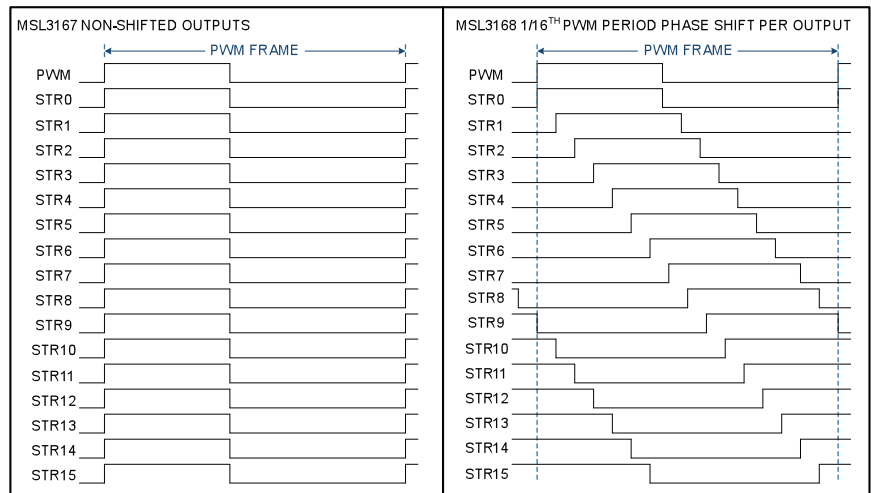 MSL3167 NON-SHIFTED OUTPUTS
PWM FRAME
PWM
STR0
STR1
STR2
STR3
STR4
STR5
STR6
STR7
STR8
STR9
STR10
STR11
STR12
STR13
STR14
STR15
MSL3168 1/16TH PWM PERIOD PHASE SHIFT PER OUTPUT
PWM FRAME
PWM
STR0
STR1
STR2
STR3
STR4
STR5
STR6
STR7
STR8
STR9
STR10
STR11
STR12
STR13
STR14
STR15